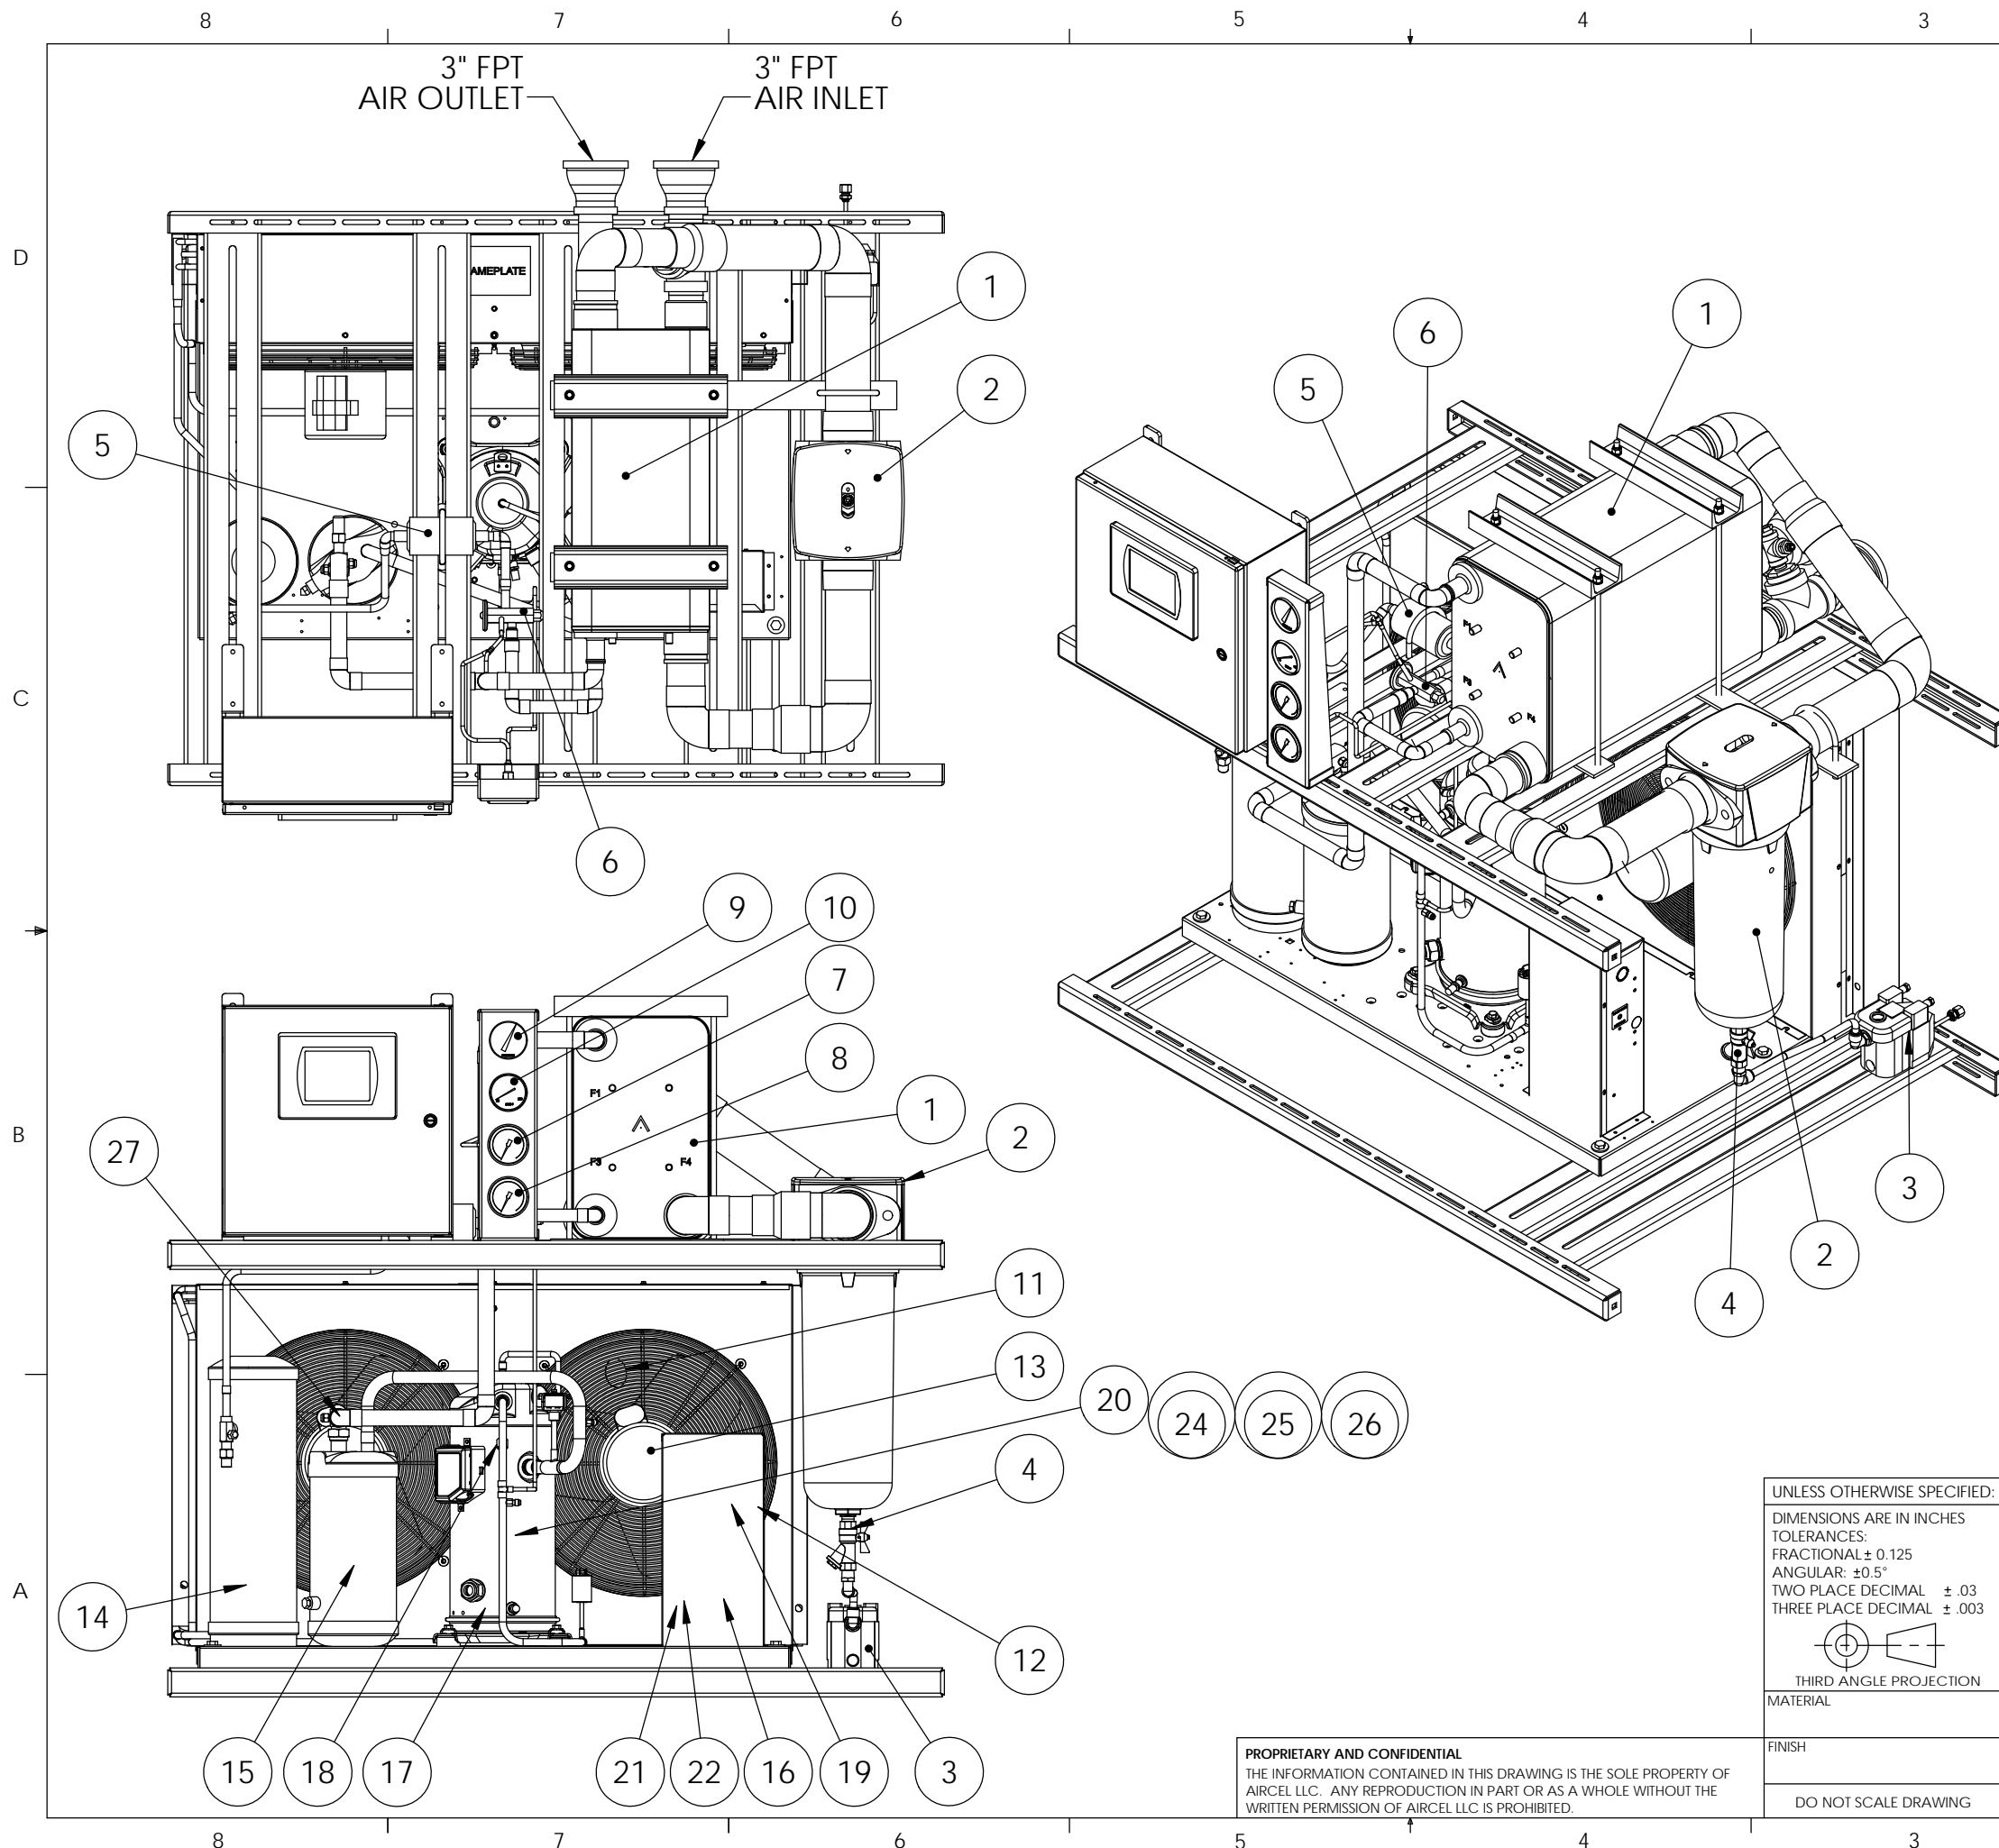 8 7 6 5 4 3
3" FPT
AIR OUTLET
3" FPT
AIR INLET
D
AMEPLATE
1
2
5
6
1
6
5
C
9
10
7
8
F1
F3
F4
1
2
27
B
F1
F3
F4
3
2
4
11
13
20
24
25
26
4
14
A
12
15
18
17
21
22
16
19
3
UNLESS OTHERWISE SPECIFIED:
DIMENSIONS ARE IN INCHES
TOLERANCES:
FRACTIONAL± 0.125
ANGULAR: ±0.5°
TWO PLACE DECIMAL ± .03
THREE PLACE DECIMAL ± .003
THIRD ANGLE PROJECTION
MATERIAL
FINISH
DO NOT SCALE DRAWING
PROPRIETARY AND CONFIDENTIAL
THE INFORMATION CONTAINED IN THIS DRAWING IS THE SOLE PROPERTY OF
AIRCEL LLC. ANY REPRODUCTION IN PART OR AS A WHOLE WITHOUT THE
WRITTEN PERMISSION OF AIRCEL LLC IS PROHIBITED.
8 7 6 5 4 3